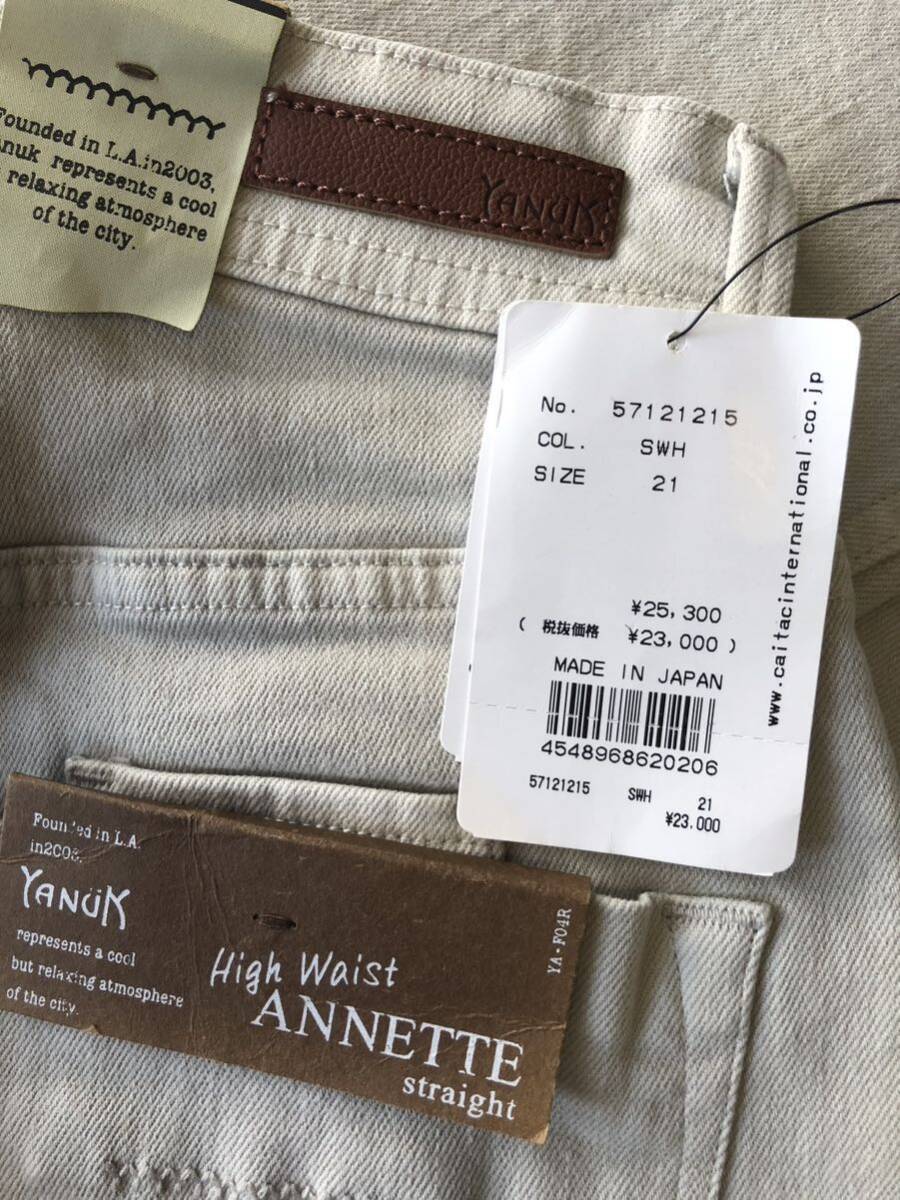 Founded in L.A.in2003,
represents a cool
relaxing atmosphere
of the city.
YANUK
No. 57121215
COL. SWH
SIZE 21
¥25,300
( 税抜価格 ¥23,000 )
MADE IN JAPAN
4548968620206
57121215 SWH 21
¥23.000
www.caitacinternational.co.jp
Founded in L.A.
in2003.
YANÜK
represents a cool
but relaxing atmosphere
of the city.
High Waist
ANNETTE
straight
YA-F04R